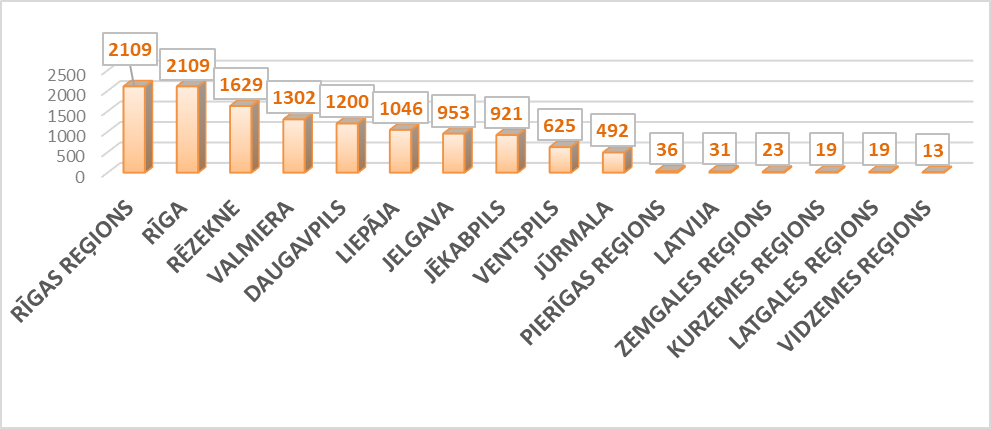 2109
2109
1629
1302
1200
1046
953
921
625
492
36
31
23
19
19
13
2500
2000
1500
1000
500
0
RĪGAS REĢIONS
RĪGA
RĒZEKNE
VALMIERA
DAUGAVPILS
LIEPĀJA
JELGAVA
JĒKABPILS
VENTSPILS
JŪRMALA
PIERĪGAS REĢIONS
LATVIJA
ZEMGALES REĢIONS
KURZEMES REĢIONS
LATGALES REĢIONS
VIDZEMES REĢIONS